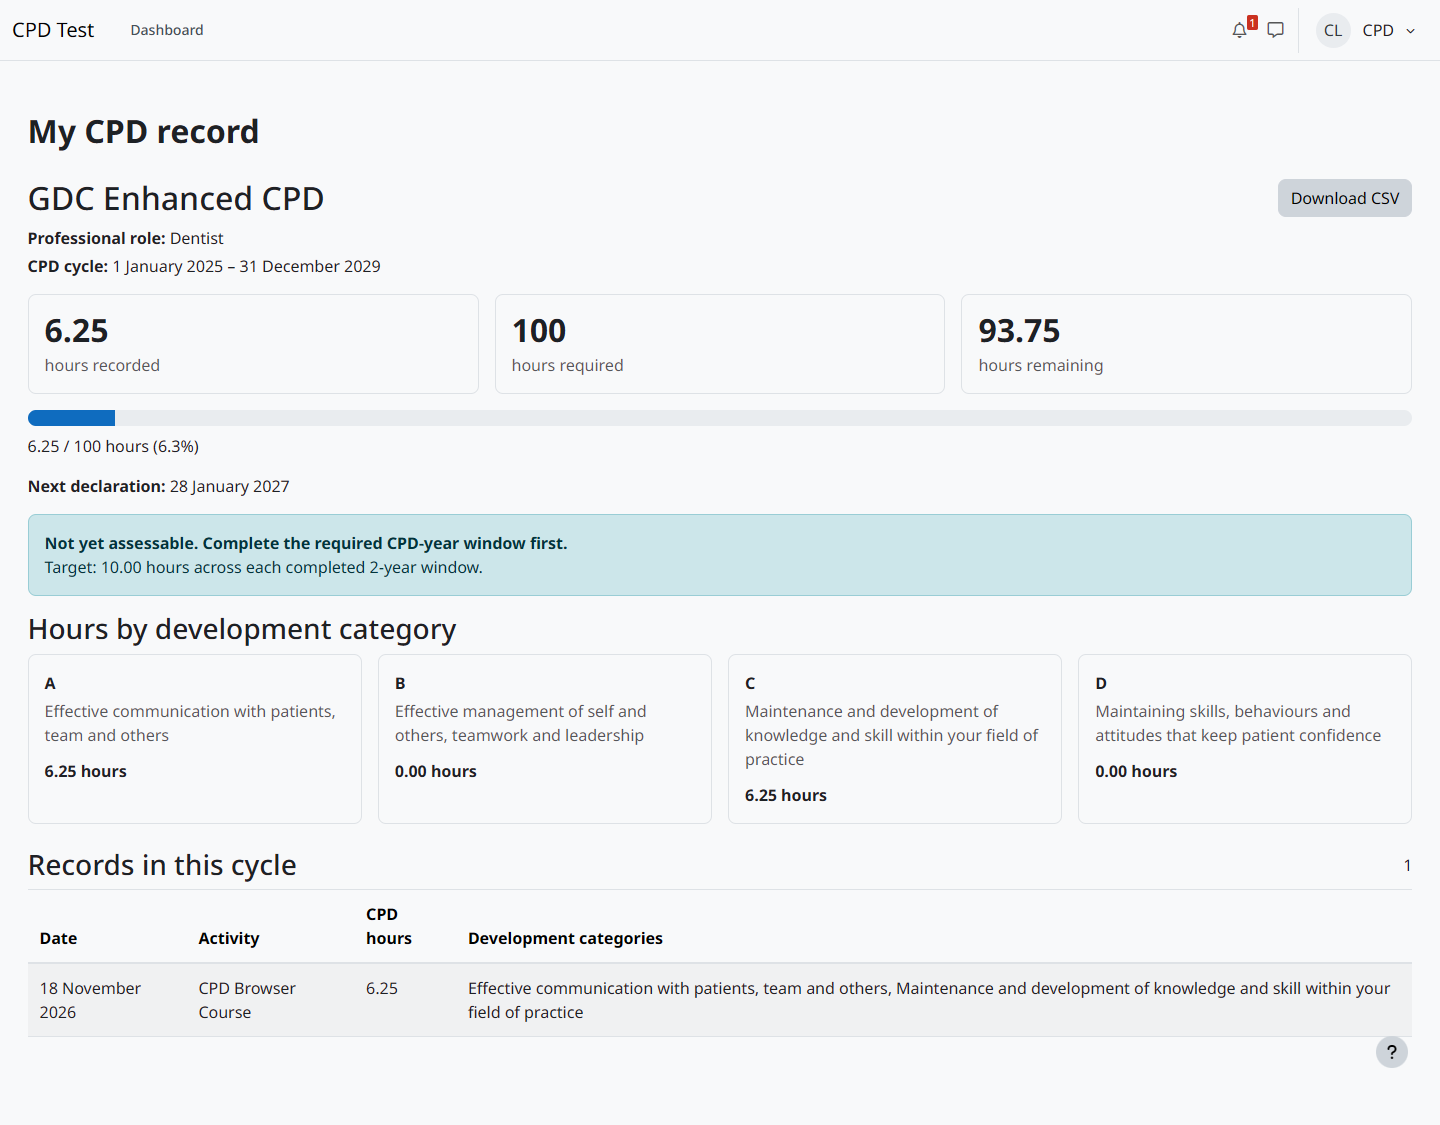 CPD Test
Dashboard
1
CL
CPD
My CPD record
GDC Enhanced CPD
Download CSV
Professional role: Dentist
CPD cycle: 1 January 2025 – 31 December 2029
6.25
hours recorded
100
hours required
93.75
hours remaining
6.25 / 100 hours (6.3%)
Next declaration: 28 January 2027
Not yet assessable. Complete the required CPD-year window first.
Target: 10.00 hours across each completed 2-year window.
Hours by development category
A
Effective communication with patients,
team and others
6.25 hours
B
Effective management of self and
others, teamwork and leadership
0.00 hours
C
Maintenance and development of
knowledge and skill within your field of
practice
6.25 hours
D
Maintaining skills, behaviours and
attitudes that keep patient confidence
0.00 hours
Records in this cycle
1
Date
Activity
CPD
hours
Development categories
18 November
2026
CPD Browser
Course
6.25
Effective communication with patients, team and others, Maintenance and development of knowledge and skill within your
field of practice
?